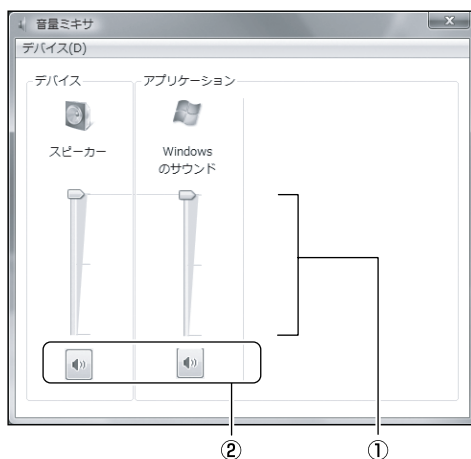 音量ミキサ
デバイス(D)
デバイス
アプリケーション
スピーカー
Windows
のサウンド
② ①